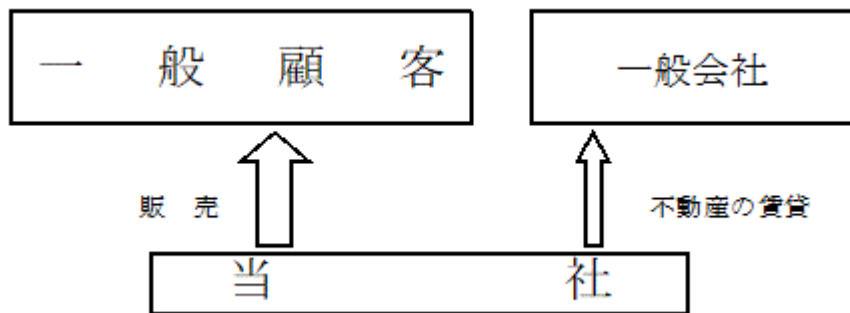 一般顧客
一般会社
販売
不動産の賃貸
当社